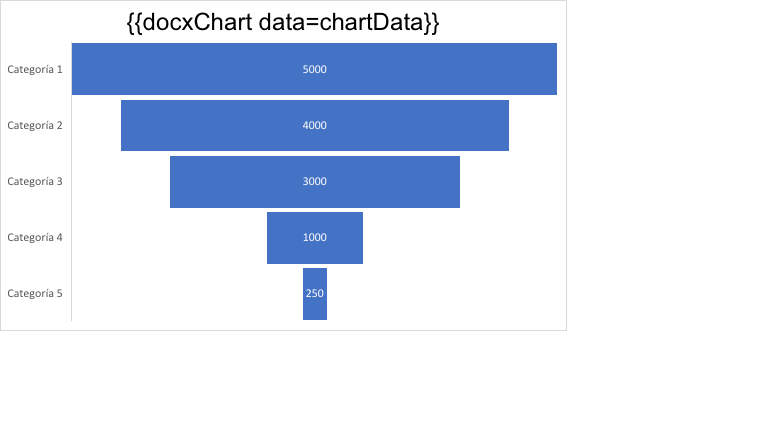 {{docxChart data=chartData}}
Categoría 1 5000
Categoría 2 4000
Categoría 3 3000
Categoría 4 1000
Categoría 5 250